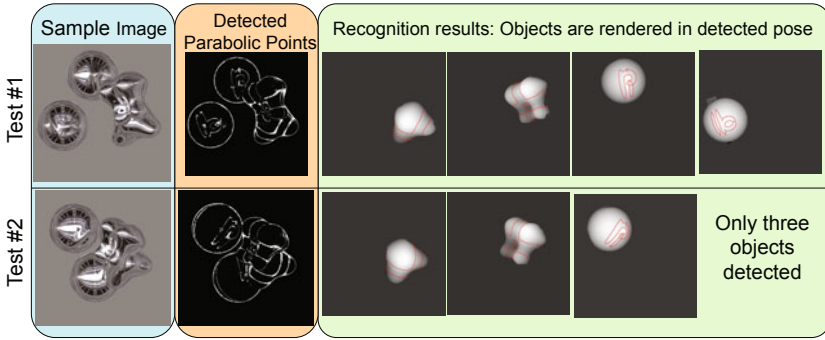 Sample Image
Detected
Parabolic Points
Recognition results: Objects are rendered in detected pose
Test #1
Test #2
Only three
objects
detected